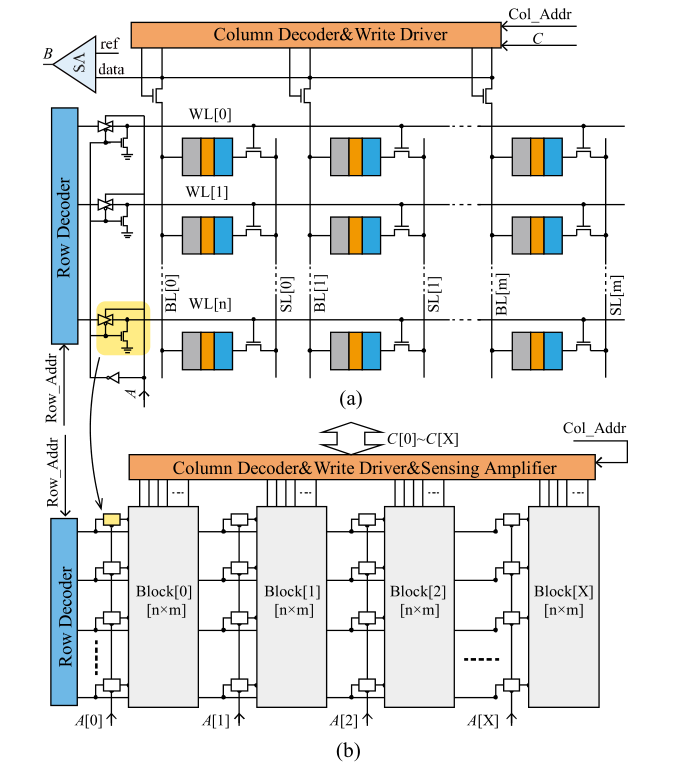 Col_Addr
Column Decoder&Write Driver
C
B
SA
ref
data
WL[0]
WL[1]
Row Decoder
BL[0]
SL[0]
BL[1]
SL[1]
BL[m]
SL[m]
WL[n]
Row_Addr
A
(a)
Row_Addr
C[0]~C[X]
Col_Addr
Column Decoder&Write Driver&Sensing Amplifier
Row Decoder
Block[0]
[n×m]
Block[1]
[n×m]
Block[2]
[n×m]
Block[X]
[n×m]
A[0]
A[1]
A[2]
A[X]
(b)